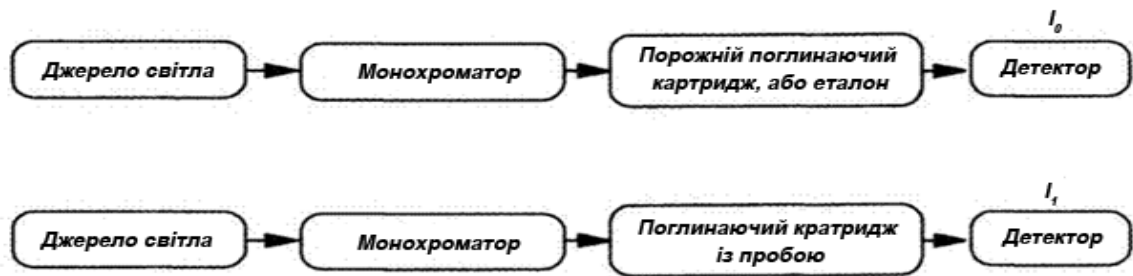 I₀
Джерело світла
Монохроматор
Порожній поглинаючий
картридж, або еталон
Детектор
I₁
Джерело світла
Монохроматор
Поглинаючий кратридж
із пробою
Детектор